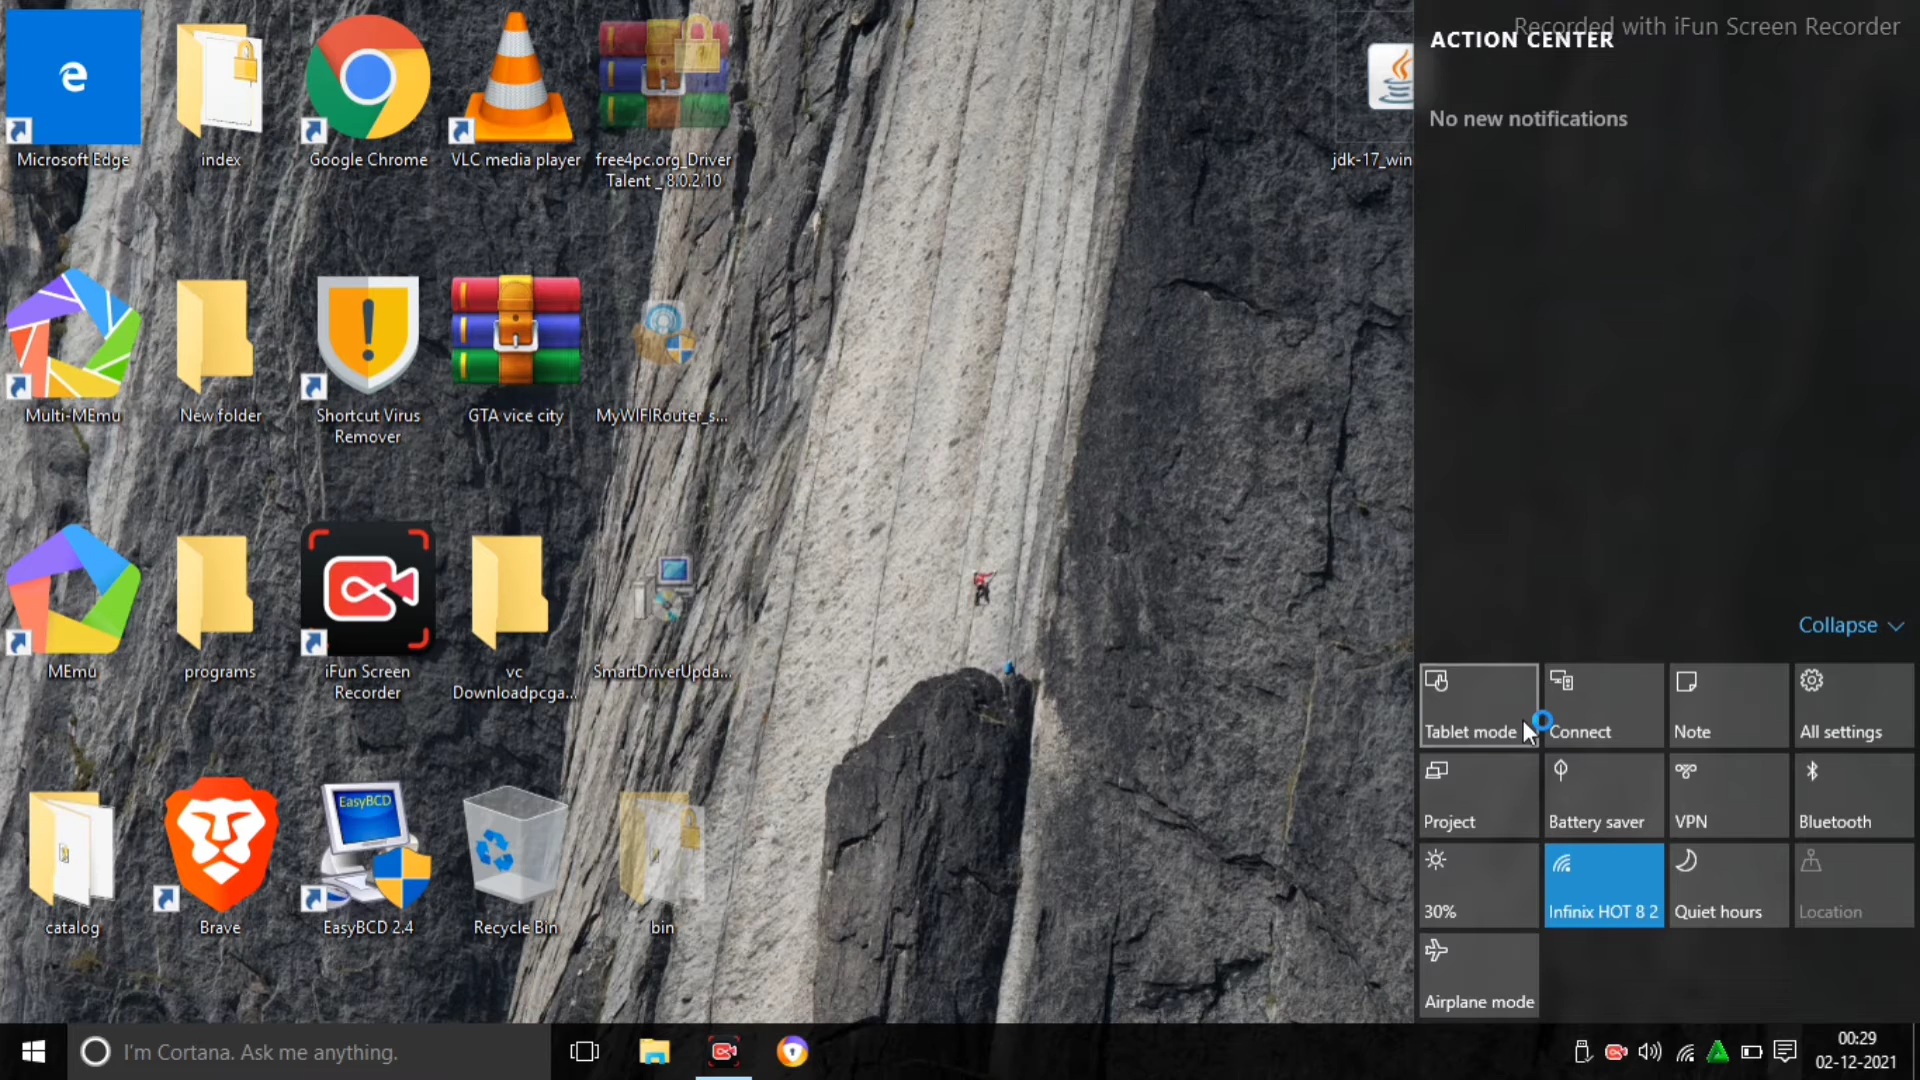 Recorded with iFun Screen Recorder
ACTION CENTER
No new notifications
Microsoft Edge
index
Google Chrome
VLC media player
free4pc.org_Driver
Talent _ 8.0.2.10
jdk-17_win
Multi-MEmu
New folder
Shortcut Virus
Remover
GTA vice city
MyWIFIRouter_s...
MEmu
programs
iFun Screen
Recorder
vc
Downloadpcga...
SmartDriverUpda...
catalog
Brave
EasyBCD
EasyBCD 2.4
Recycle Bin
bin
Collapse
Tablet mode
Connect
Note
All settings
Project
Battery saver
VPN
Bluetooth
30%
Infinix HOT 8 2
Quiet hours
Location
Airplane mode
I'm Cortana. Ask me anything.
00:29
02-12-2021